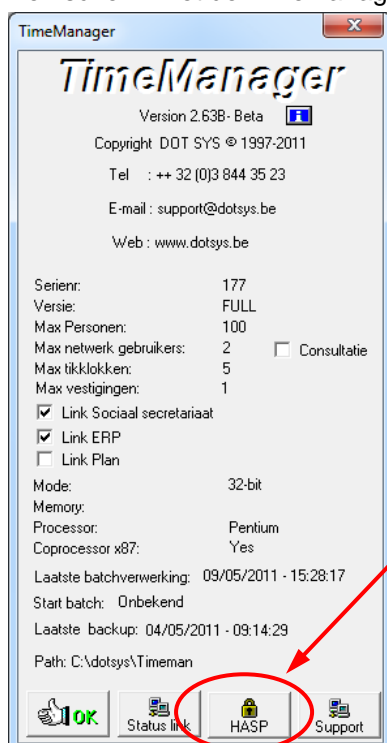 TimeManager
TimeManager
Version 2.63B- Beta
Copyright DOT SYS © 1997-2011
Tel : ++ 32 (0)3 844 35 23
E-mail : support@dotsys.be
Web : www.dotsys.be
Serienr: 177
Versie: FULL
Max Personen: 100
Max netwerk gebruikers: 2 Consultatie
Max tikklokken: 5
Max vestigingen: 1
Link Sociaal secretariaat
Link ERP
Link Plan
Mode: 32-bit
Memory:
Processor: Pentium
Coprocessor x87: Yes
Laatste batchverwerking: 09/05/2011 - 15:28:17
Start batch: Onbekend
Laatste backup: 04/05/2011 - 09:14:29
Path: C:\dotsys\Timeman
OK Status link HASP Support